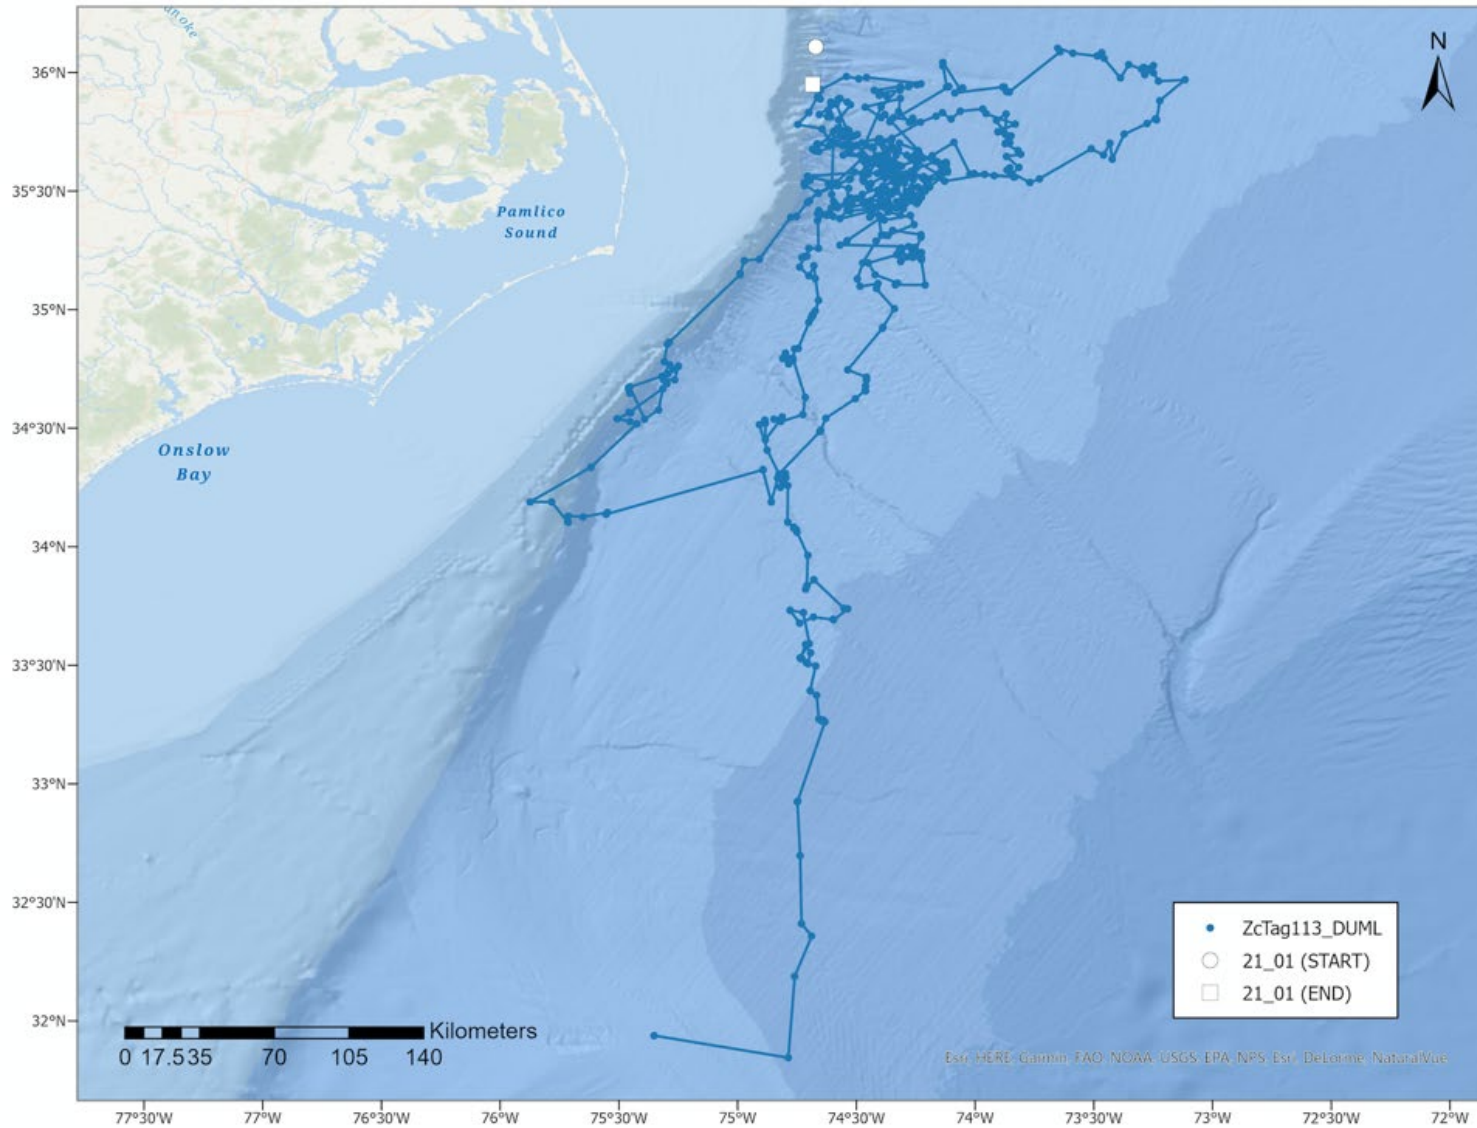 anoke
N
36°N
35°30'N
35°N
34°30'N
34°N
33°30'N
33°N
32°30'N
32°N
Pamlico
Sound
Onslow
Bay
ZcTag113_DUML
21_01 (START)
21_01 (END)
Kilometers
0 17.5 35 70 105 140
Esri, HERE, Garmin, FAO, NOAA, USGS, EPA, NPS, Esri, DeLorme, NaturalVue
77°30'W 77°W 76°30'W 76°W 75°30'W 75°W 74°30'W 74°W 73°30'W 73°W 72°30'W 72°W